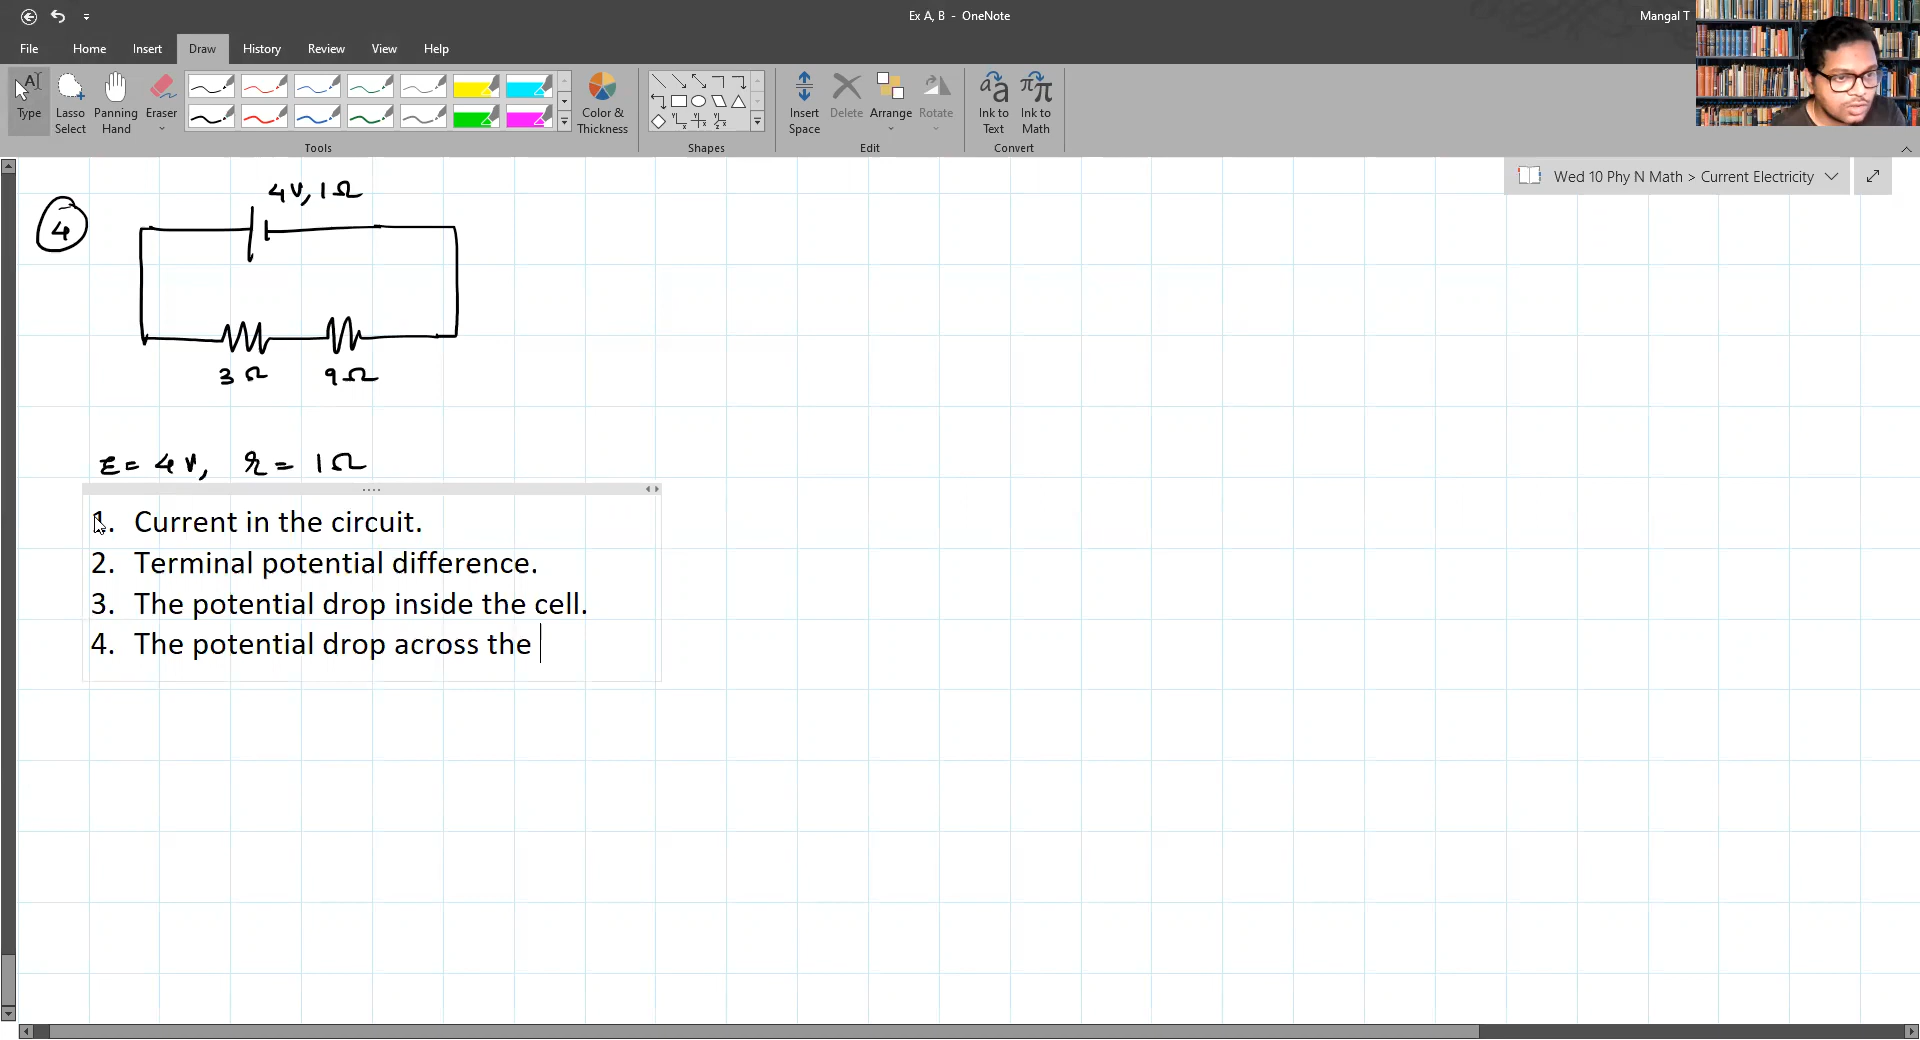 Ex A, B - OneNote
Mangal T
File Home Insert Draw History Review View Help
Type
Lasso Select
Panning Hand
Eraser
Color & Thickness
Insert Space
Delete
Arrange
Rotate
Ink to Text
Ink to Math
Tools
Shapes
Edit
Convert
Wed 10 Phy N Math > Current Electricity
4
4V, 1Ω
3Ω
9Ω
ε = 4V, r = 1Ω
1. Current in the circuit.
2. Terminal potential difference.
3. The potential drop inside the cell.
4. The potential drop across the